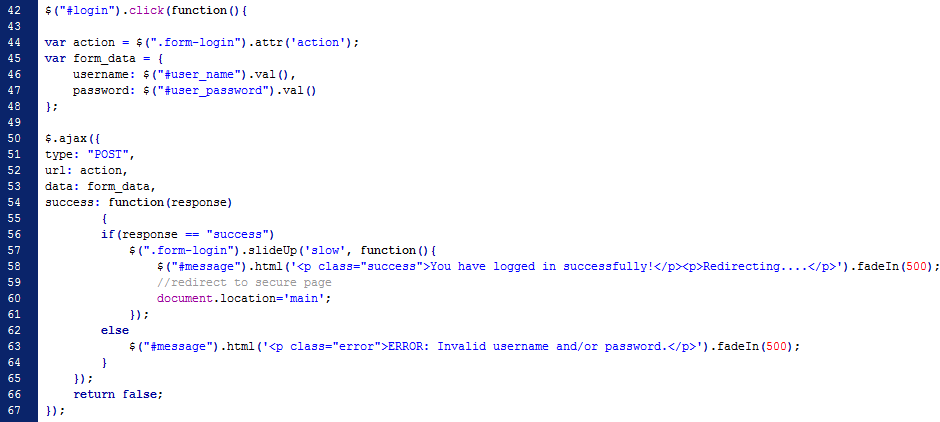 42 $("#login").click(function(){
43
44 var action = $(".form-login").attr('action');
45 var form_data = {
46     username: $("#user_name").val(),
47     password: $("#user_password").val()
48 };
49
50 $.ajax({
51 type: "POST",
52 url: action,
53 data: form_data,
54 success: function(response)
55         {
56         if(response == "success")
57             $(".form-login").slideUp('slow', function(){
58                 $("#message").html('<p class="success">You have logged in successfully!</p><p>Redirecting....</p>').fadeIn(500);
59                 //redirect to secure page
60                 document.location='main';
61             });
62         else
63             $("#message").html('<p class="error">ERROR: Invalid username and/or password.</p>').fadeIn(500);
64         }
65     });
66     return false;
67 });